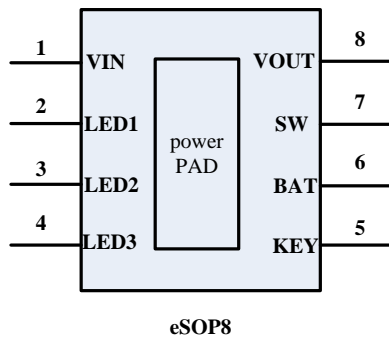 1 VIN VOUT 8
2 LED1 SW 7
power
PAD
3 LED2 BAT 6
4 LED3 KEY 5
eSOP8